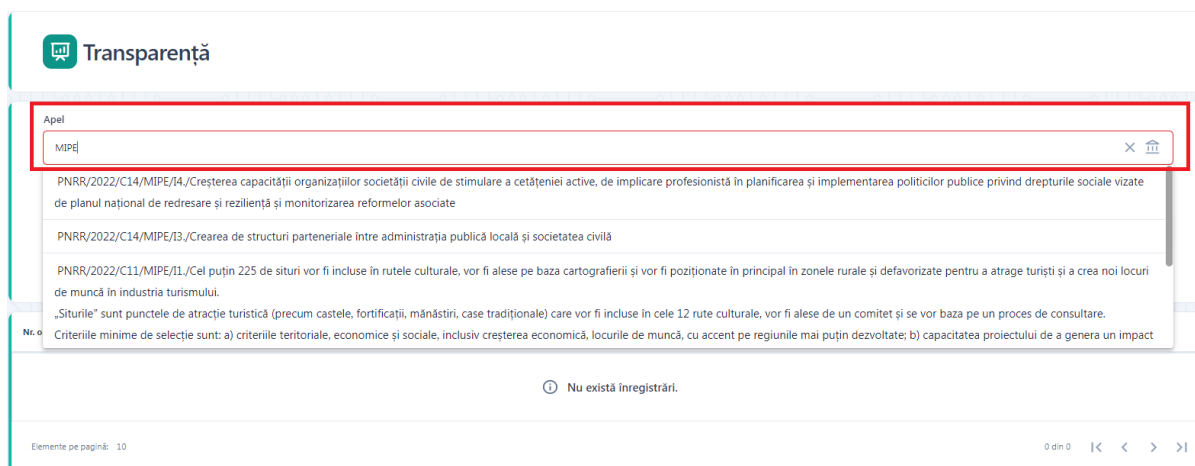 Transparență
Apel
MIPE
PNRR/2022/C14/MIPE/I4./Creșterea capacității organizațiilor societății civile de stimulare a cetățeniei active, de implicare profesionistă în planificarea și implementarea politicilor publice privind drepturile sociale vizate
de planul național de redresare și reziliență și monitorizarea reformelor asociate
PNRR/2022/C14/MIPE/I3./Crearea de structuri parteneriale între administrația publică locală și societatea civilă
PNRR/2022/C11/MIPE/I1./Cel puțin 225 de situri vor fi incluse în rutele culturale, vor fi alese pe baza cartografierii și vor fi poziționate în principal în zonele rurale și defavorizate pentru a atrage turiști și a crea noi locuri
de muncă în industria turismului.
„Siturile” sunt punctele de atracție turistică (precum castele, fortificații, mănăstiri, case tradiționale) care vor fi incluse în cele 12 rute culturale, vor fi alese de un comitet și se vor baza pe un proces de consultare.
Nr. o
Criteriile minime de selecție sunt: a) criteriile teritoriale, economice și sociale, inclusiv creșterea economică, locurile de muncă, cu accent pe regiunile mai puțin dezvoltate; b) capacitatea proiectului de a genera un impact
Nu există înregistrări.
Elemente pe pagină: 10
0 din 0